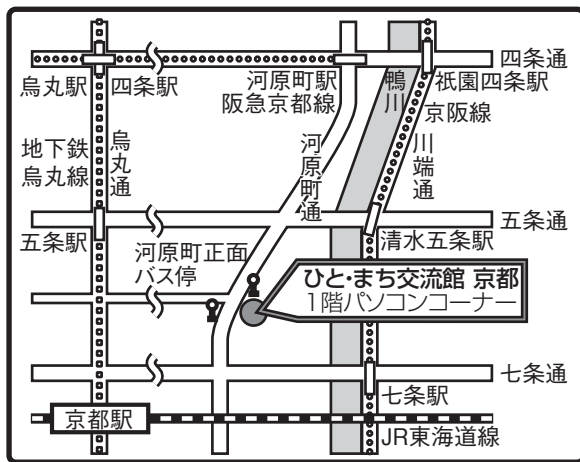 四条通
烏丸駅
四条駅
河原町駅
阪急京都線
鴨川
祇園四条駅
京阪線
地下鉄
烏丸線
烏丸通
河原町通
川端通
五条通
五条駅
清水五条駅
河原町正面
バス停
ひと・まち交流館 京都
1階パソコンコーナー
七条通
七条駅
京都駅
JR東海道線